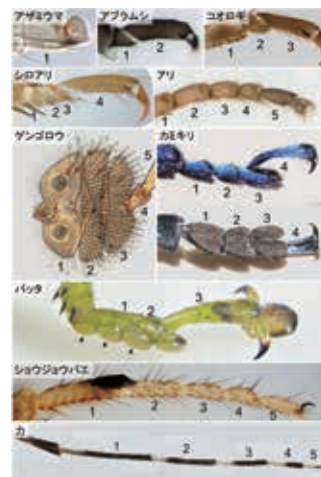 アザミウマ
1
アブラムシ
1 2
コオロギ
1 2 3
シロアリ
1 2 3 4
アリ
1 2 3 4 5
ゲンゴロウ
1 2 3 4 5
カミキリ
1 2 3 4
1 2 3 4
バッタ
1 2 3
ショウジョウバエ
1 2 3 4 5
カ
1 2 3 4 5